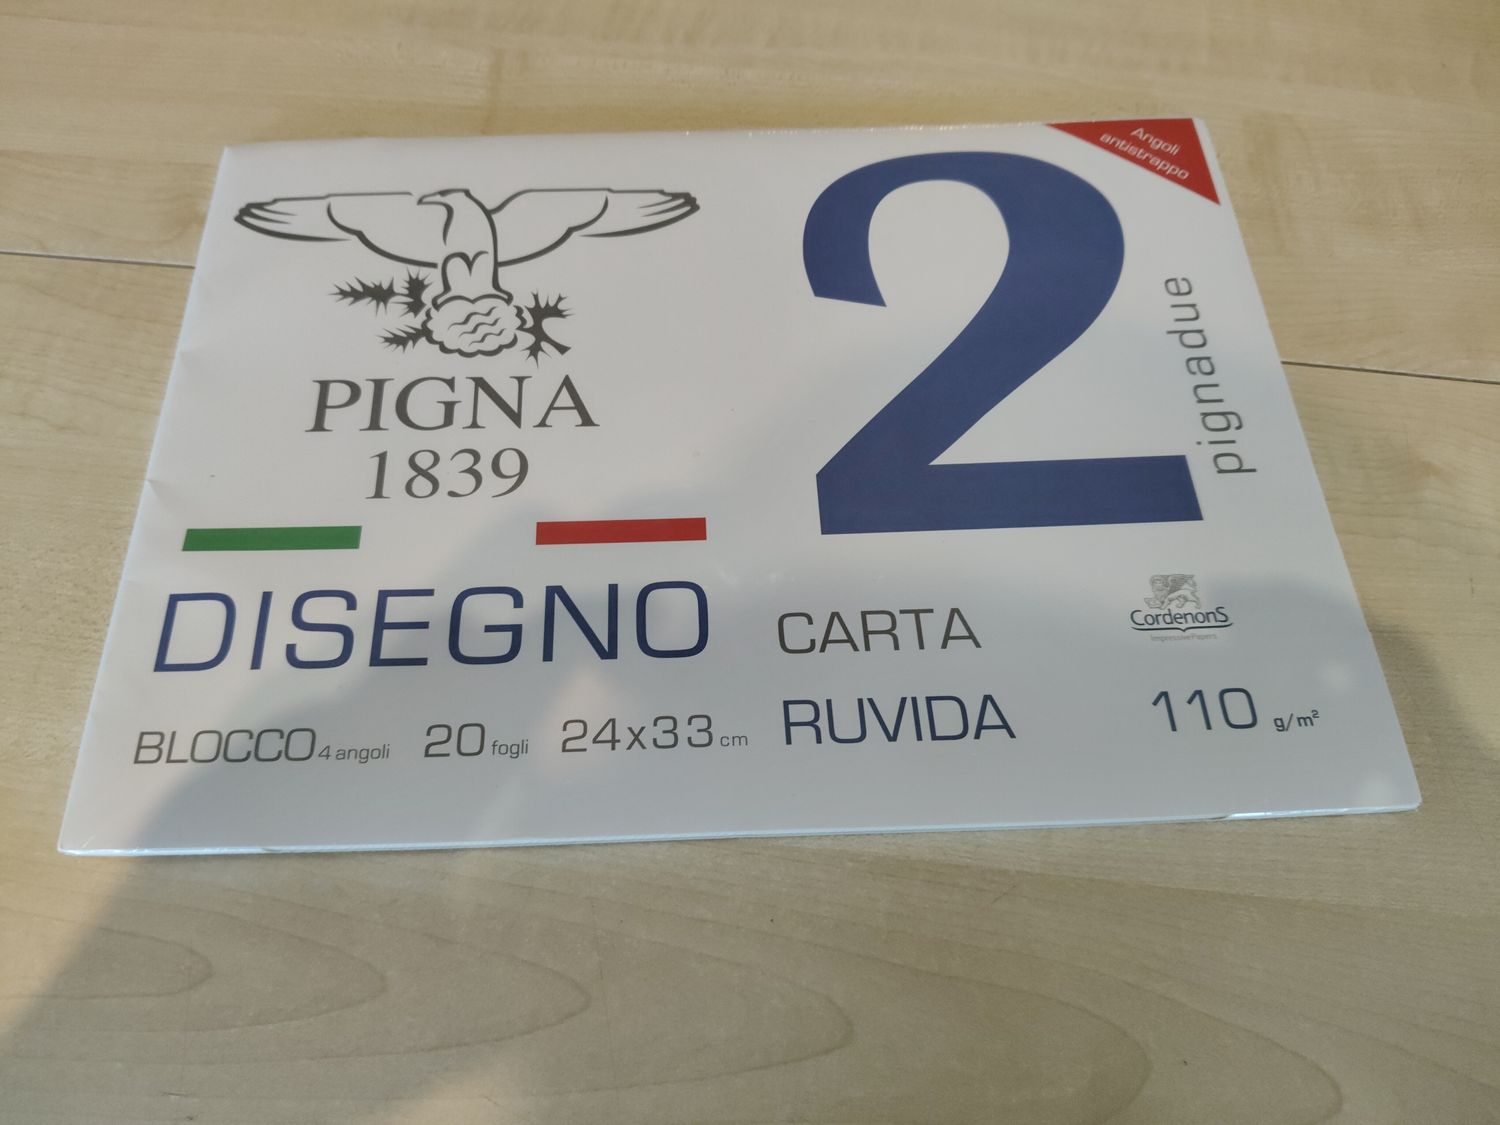 Angoli
antistrappo
2
pignadue
PIGNA
1839
DISEGNO
BLOCCO 4 angoli 20 fogli 24x33 cm
CARTA
RUVIDA
CordenonS
ImpressivePapers
110 g/m²